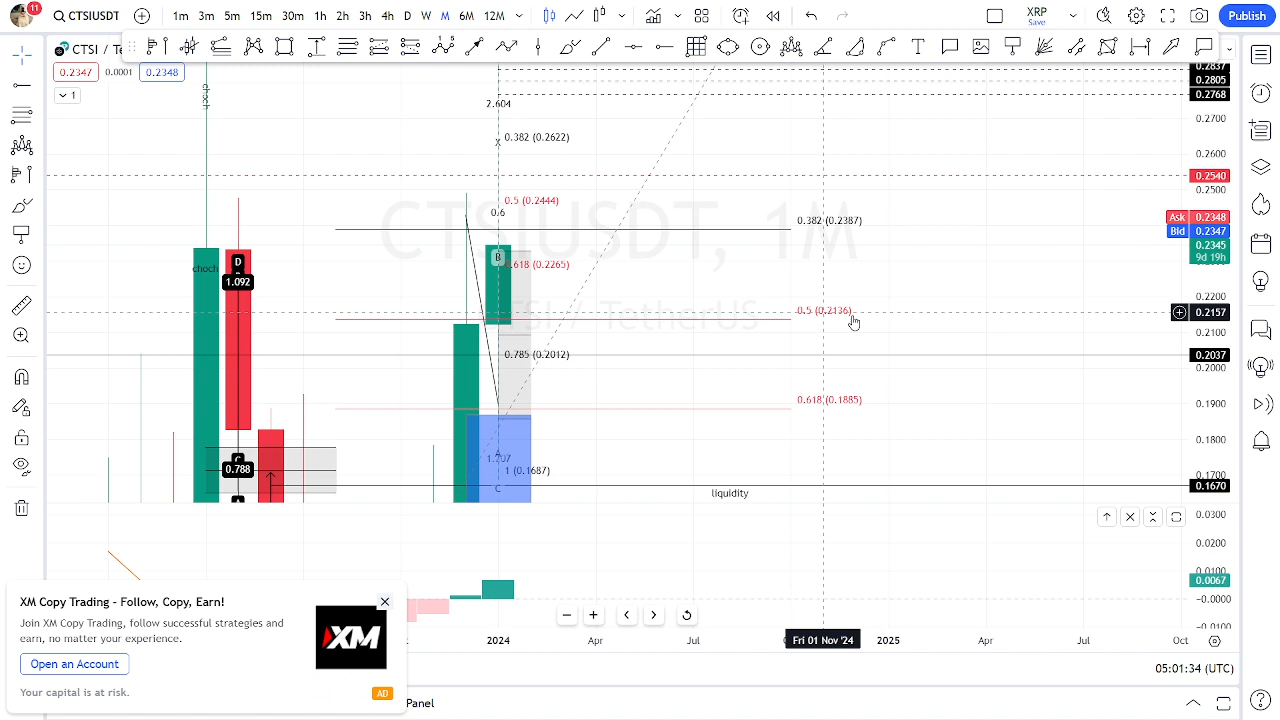 11
CTSIUSDT
1m 3m 5m 15m 30m 1h 3h 4h D W M 6M 12M
XRP
Save
Publish
CTSI / Te
0.2347 0.0001 0.2348
1
choch
2.604
0.382 (0.2622)
X
0.5 (0.2444)
0.6
CTSIUSDT, 1M
CTSI / TetherUS
0.382 (0.2387)
choch
D
1.092
B
0.618 (0.2265)
0.5 (0.2136)
0.785 (0.2012)
0.618 (0.1885)
C
0.788
A
A
1.707
1 (0.1687)
C
liquidity
0.2837
0.2805
0.2768
0.2700
0.2600
0.2540
0.2500
Ask 0.2348
Bid 0.2347
0.2345
9d 19h
0.2200
0.2157
0.2100
0.2037
0.1900
0.1800
0.1700
0.1670
0.0300
0.0200
0.0100
0.0067
−0.0000
−0.0100
XM Copy Trading - Follow, Copy, Earn!
Join XM Copy Trading, follow successful strategies and
earn, no matter your experience.
XM
Open an Account
Your capital is at risk.
AD
2024 Apr Jul Fri 01 Nov '24 2025 Apr Jul Oct
05:01:34 (UTC)
Panel